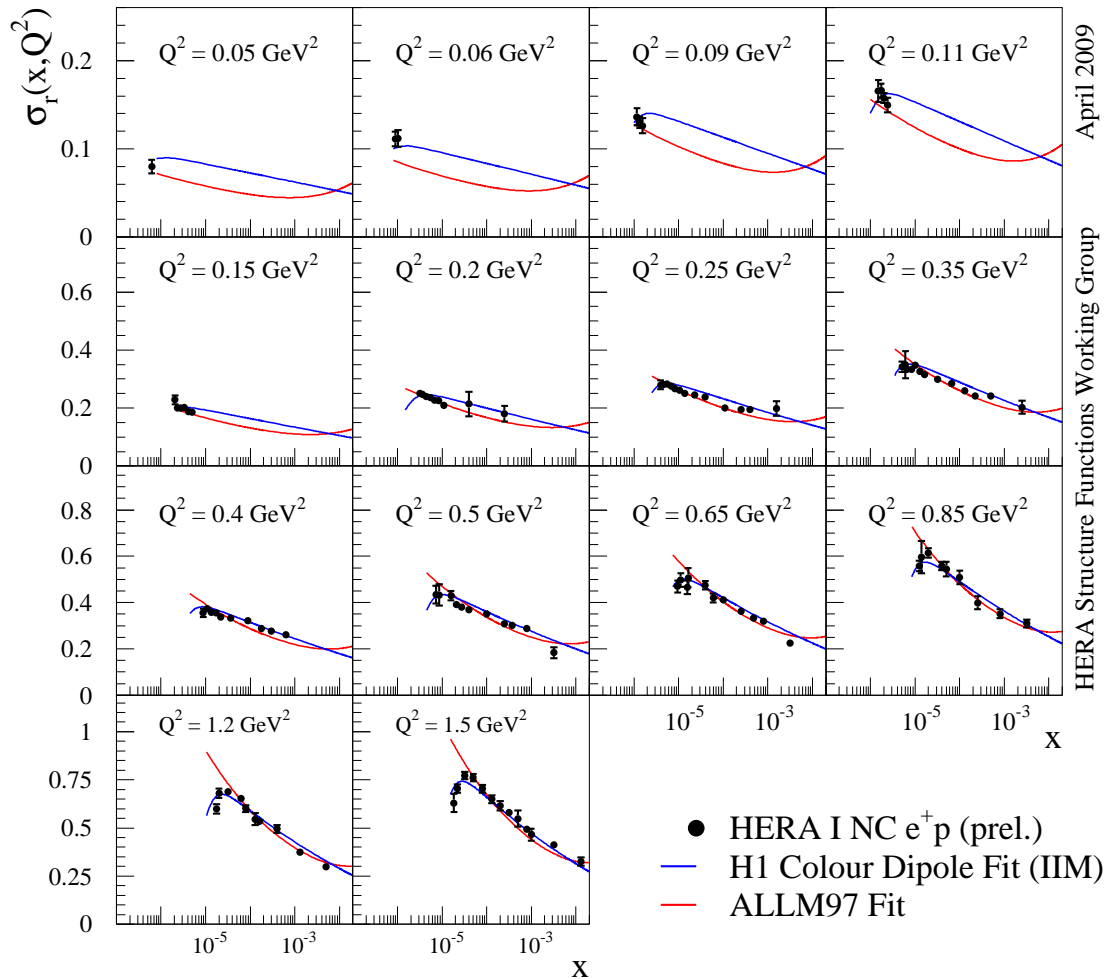 σr(x,Q²)
Q² = 0.05 GeV²
Q² = 0.06 GeV²
Q² = 0.09 GeV²
Q² = 0.11 GeV²
0.2
0.1
0
Q² = 0.15 GeV²
Q² = 0.2 GeV²
Q² = 0.25 GeV²
Q² = 0.35 GeV²
0.6
0.4
0.2
0
Q² = 0.4 GeV²
Q² = 0.5 GeV²
Q² = 0.65 GeV²
Q² = 0.85 GeV²
0.8
0.6
0.4
0.2
0
10⁻⁵ 10⁻³ 10⁻⁵ 10⁻³
x
Q² = 1.2 GeV²
Q² = 1.5 GeV²
1
0.75
0.5
0.25
0
10⁻⁵ 10⁻³ 10⁻⁵ 10⁻³
x
HERA I NC e⁺p (prel.)
H1 Colour Dipole Fit (IIM)
ALLM97 Fit
HERA Structure Functions Working Group
April 2009